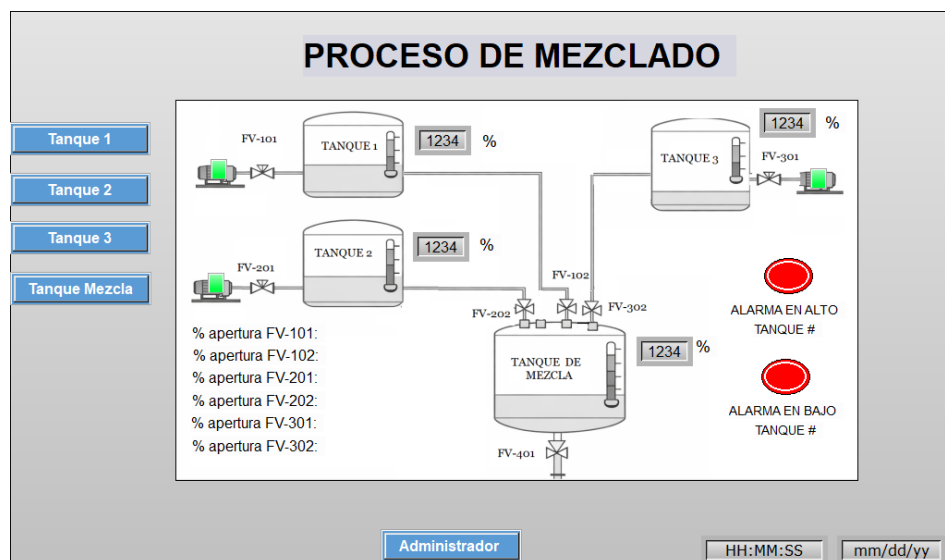 PROCESO DE MEZCLADO
Tanque 1
Tanque 2
Tanque 3
Tanque Mezcla
FV-101
TANQUE 1
1234 %
TANQUE 3
1234 %
FV-301
FV-201
TANQUE 2
1234 %
FV-102
FV-202
FV-302
TANQUE DE
MEZCLA
1234 %
FV-401
% apertura FV-101:
% apertura FV-102:
% apertura FV-201:
% apertura FV-202:
% apertura FV-301:
% apertura FV-302:
ALARMA EN ALTO
TANQUE #
ALARMA EN BAJO
TANQUE #
Administrador
HH:MM:SS
mm/dd/yy